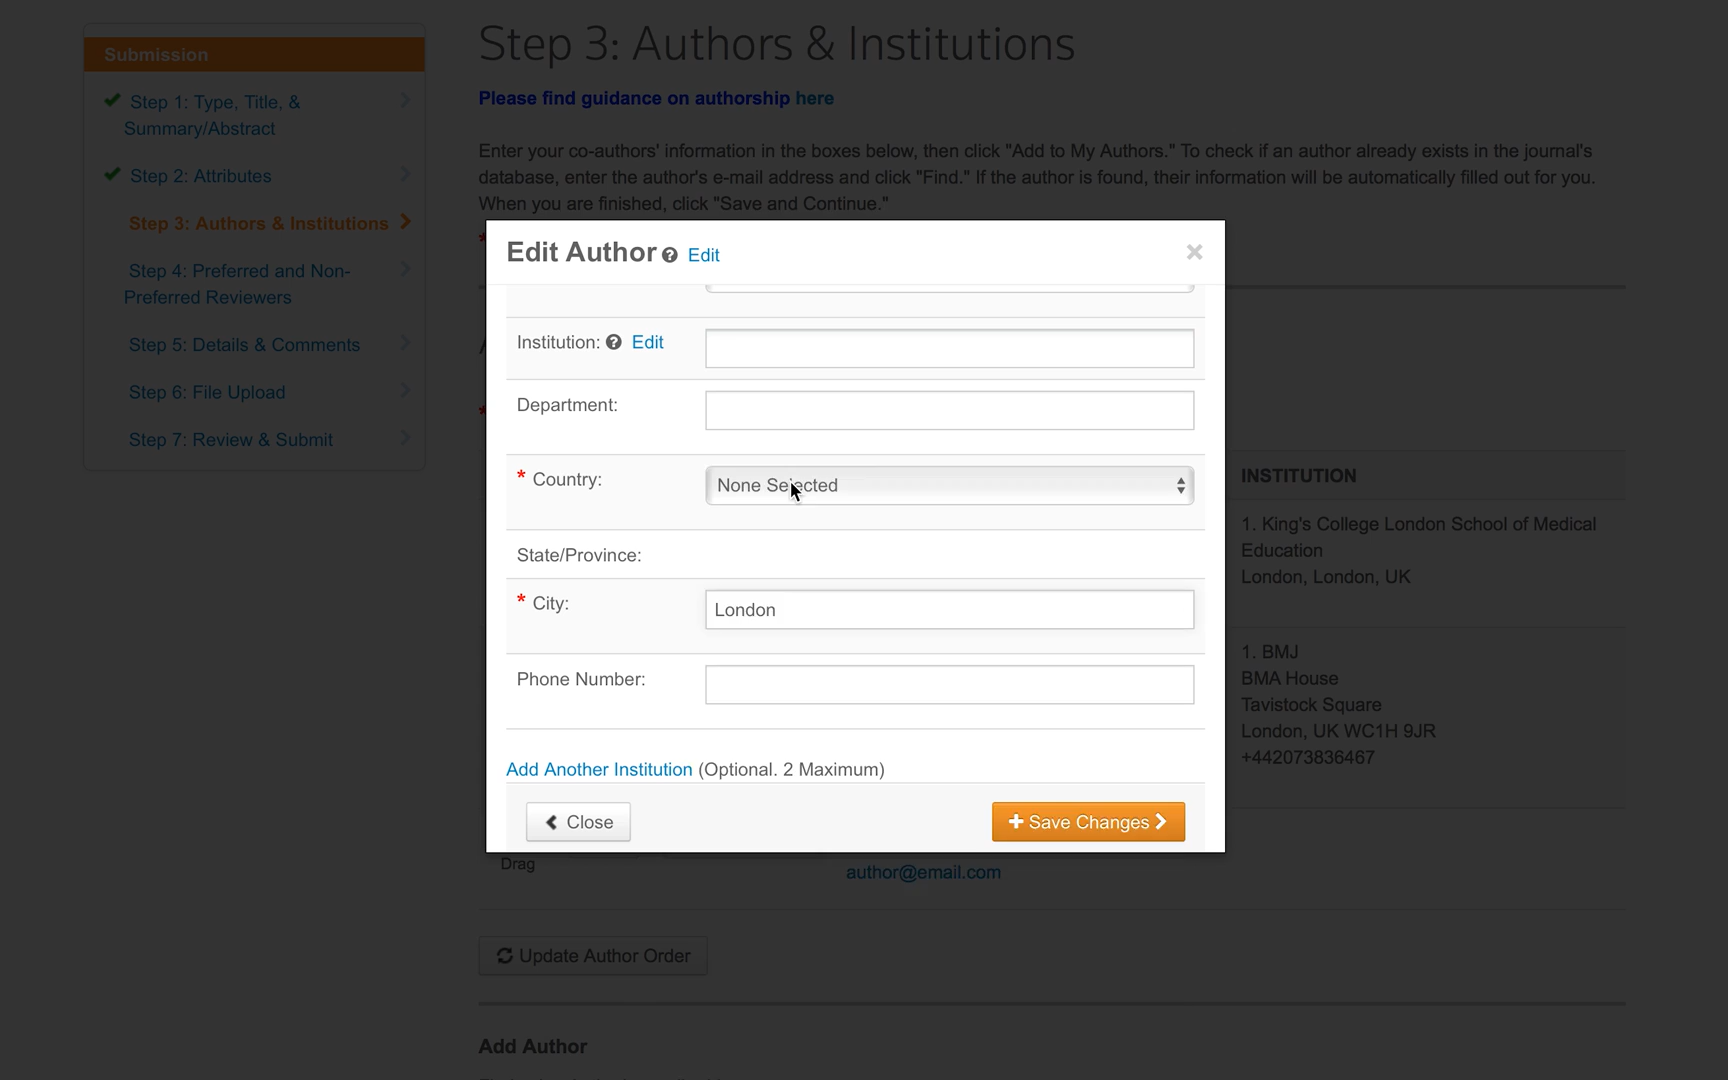 Submission
Step 1: Type, Title, &
Summary/Abstract
Step 2: Attributes
Step 3: Authors & Institutions
Step 4: Preferred and Non-
Preferred Reviewers
Step 5: Details & Comments
Step 6: File Upload
Step 7: Review & Submit
Step 3: Authors & Institutions
Please find guidance on authorship here
Enter your co-authors' information in the boxes below, then click "Add to My Authors." To check if an author already exists in the journal's
database, enter the author's e-mail address and click "Find." If the author is found, their information will be automatically filled out for you.
When you are finished, click "Save and Continue."
Edit Author Edit
Institution: Edit
Department:
* Country: None Selected
State/Province:
* City: London
Phone Number:
Add Another Institution (Optional. 2 Maximum)
Close
Save Changes
INSTITUTION
1. King's College London School of Medical
Education
London, London, UK
1. BMJ
BMA House
Tavistock Square
London, UK WC1H 9JR
+442073836467
Drag
author@email.com
Update Author Order
Add Author